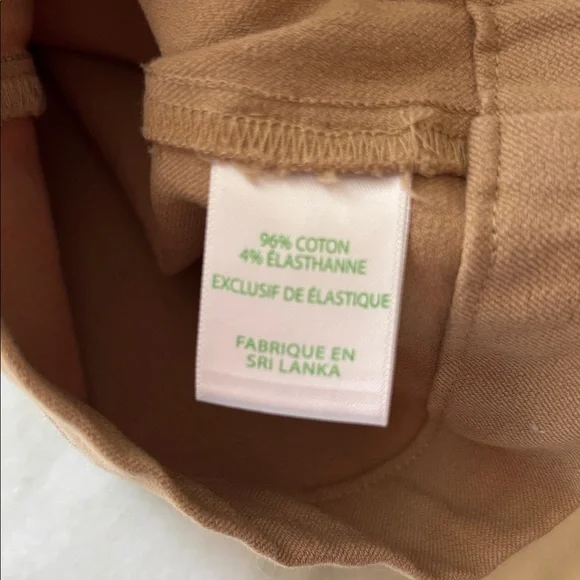 96% COTON
4% ÉLASTHANNE
EXCLUSIF DE ÉLASTIQUE
FABRIQUE EN
SRI LANKA